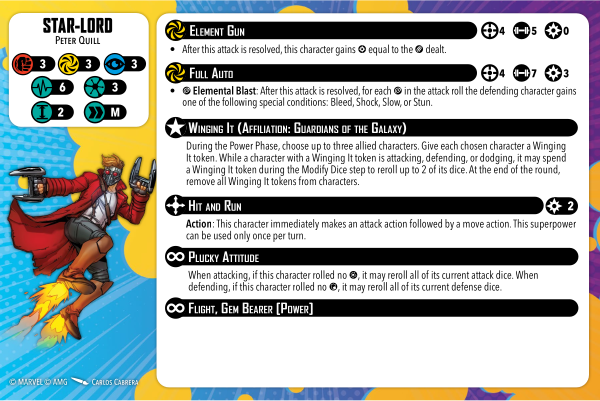 STAR-LORD
PETER QUILL
3 3 3
6 3
2 M
ELEMENT GUN 4 5 0
• After this attack is resolved, this character gains equal to the dealt.
FULL AUTO 4 7 3
• Elemental Blast: After this attack is resolved, for each in the attack roll the defending character gains
one of the following special conditions: Bleed, Shock, Slow, or Stun.
WINGING IT (AFFILIATION: GUARDIANS OF THE GALAXY)
During the Power Phase, choose up to three allied characters. Give each chosen character a Winging
It token. While a character with a Winging It token is attacking, defending, or dodging, it may spend
a Winging It token during the Modify Dice step to reroll up to 2 of its dice. At the end of the round,
remove all Winging It tokens from characters.
HIT AND RUN 2
Action: This character immediately makes an attack action followed by a move action. This superpower
can be used only once per turn.
PLUCKY ATTITUDE
When attacking, if this character rolled no , it may reroll all of its current attack dice. When
defending, if this character rolled no , it may reroll all of its current defense dice.
FLIGHT, GEM BEARER [POWER]
© MARVEL © AMG CARLOS CABRERA